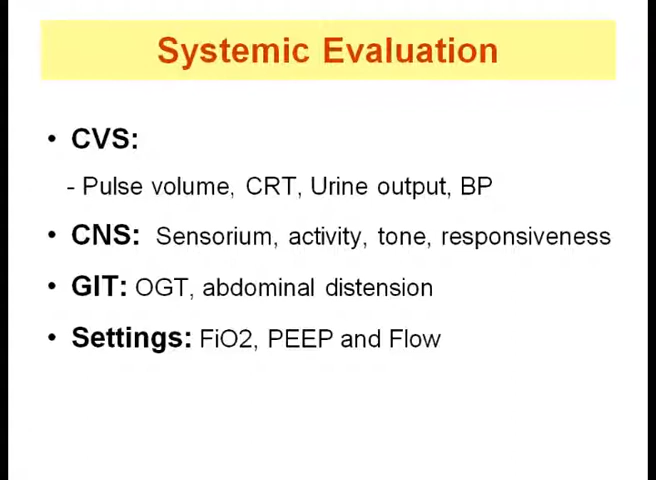 Systemic Evaluation
• CVS:
- Pulse volume, CRT, Urine output, BP
• CNS: Sensorium, activity, tone, responsiveness
• GIT: OGT, abdominal distension
• Settings: FiO2, PEEP and Flow